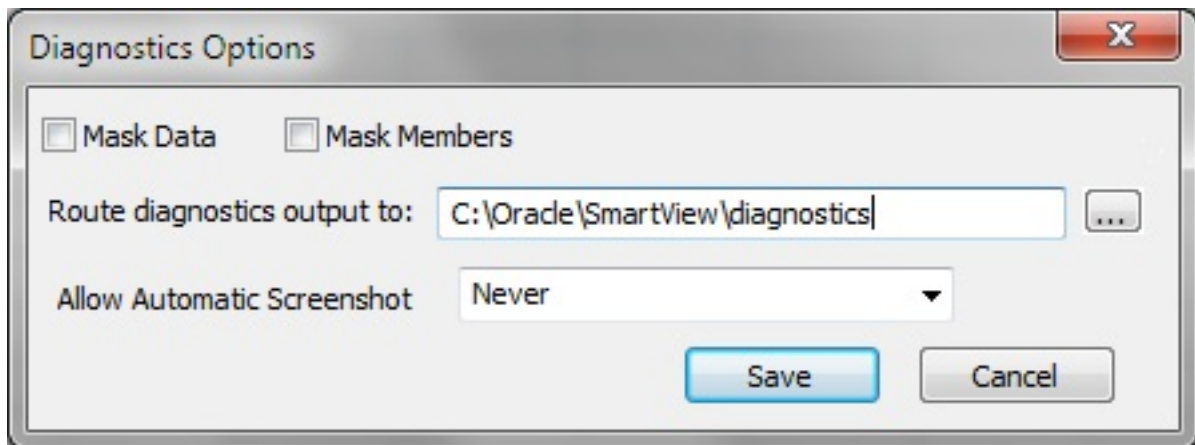 Diagnostics Options
Mask Data Mask Members
Route diagnostics output to: C:\Oracle\SmartView\diagnostics ...
Allow Automatic Screenshot Never
Save Cancel